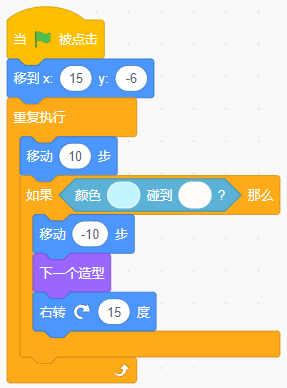 当 被点击
移到 x: 15 y: -6
重复执行
移动 10 步
如果 颜色 碰到 ? 那么
移动 -10 步
下一个造型
右转 15 度